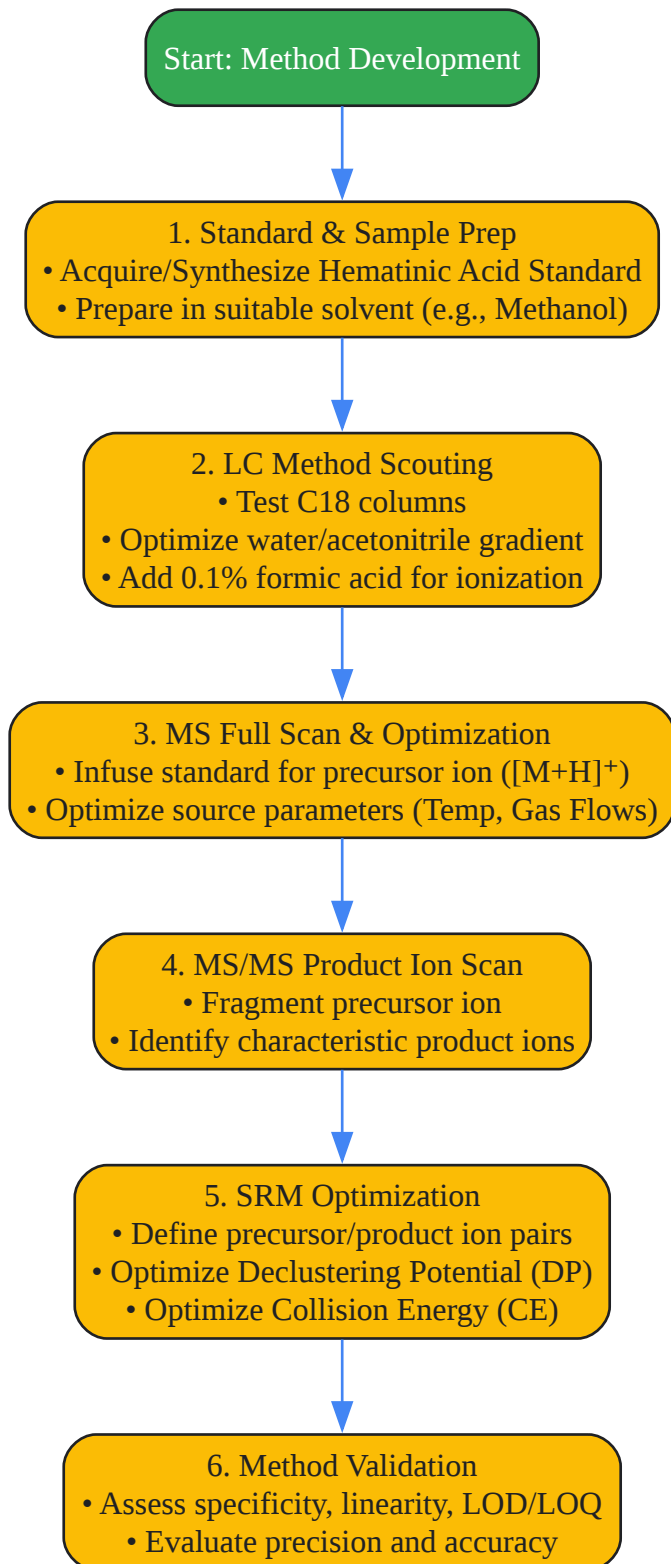 Start: Method Development
1. Standard & Sample Prep
• Acquire/Synthesize Hematinic Acid Standard
• Prepare in suitable solvent (e.g., Methanol)
2. LC Method Scouting
• Test C18 columns
• Optimize water/acetonitrile gradient
• Add 0.1% formic acid for ionization
3. MS Full Scan & Optimization
• Infuse standard for precursor ion ([M+H]⁺)
• Optimize source parameters (Temp, Gas Flows)
4. MS/MS Product Ion Scan
• Fragment precursor ion
• Identify characteristic product ions
5. SRM Optimization
• Define precursor/product ion pairs
• Optimize Declustering Potential (DP)
• Optimize Collision Energy (CE)
6. Method Validation
• Assess specificity, linearity, LOD/LOQ
• Evaluate precision and accuracy